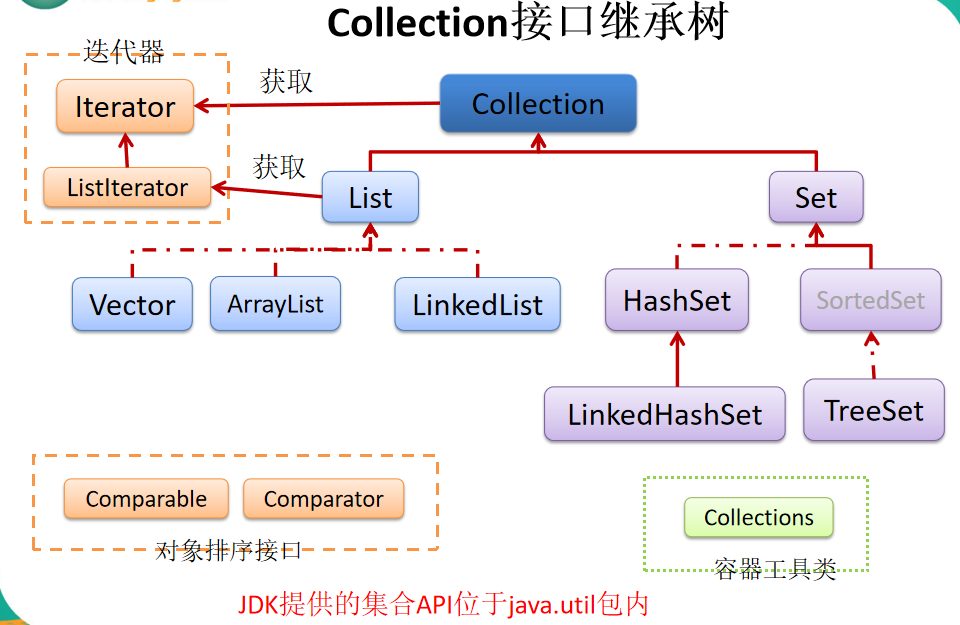 Collection接口继承树
迭代器
Iterator
获取
Collection
ListIterator
获取
List
Set
Vector
ArrayList
LinkedList
HashSet
SortedSet
LinkedHashSet
TreeSet
Comparable
Comparator
对象排序接口
Collections
容器工具类
JDK提供的集合API位于java.util包内